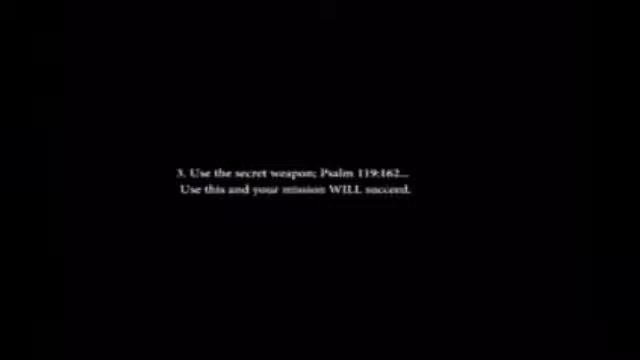 3. Use the secret weapon; Psalm 119:162...
Use this and your mission WILL succeed.